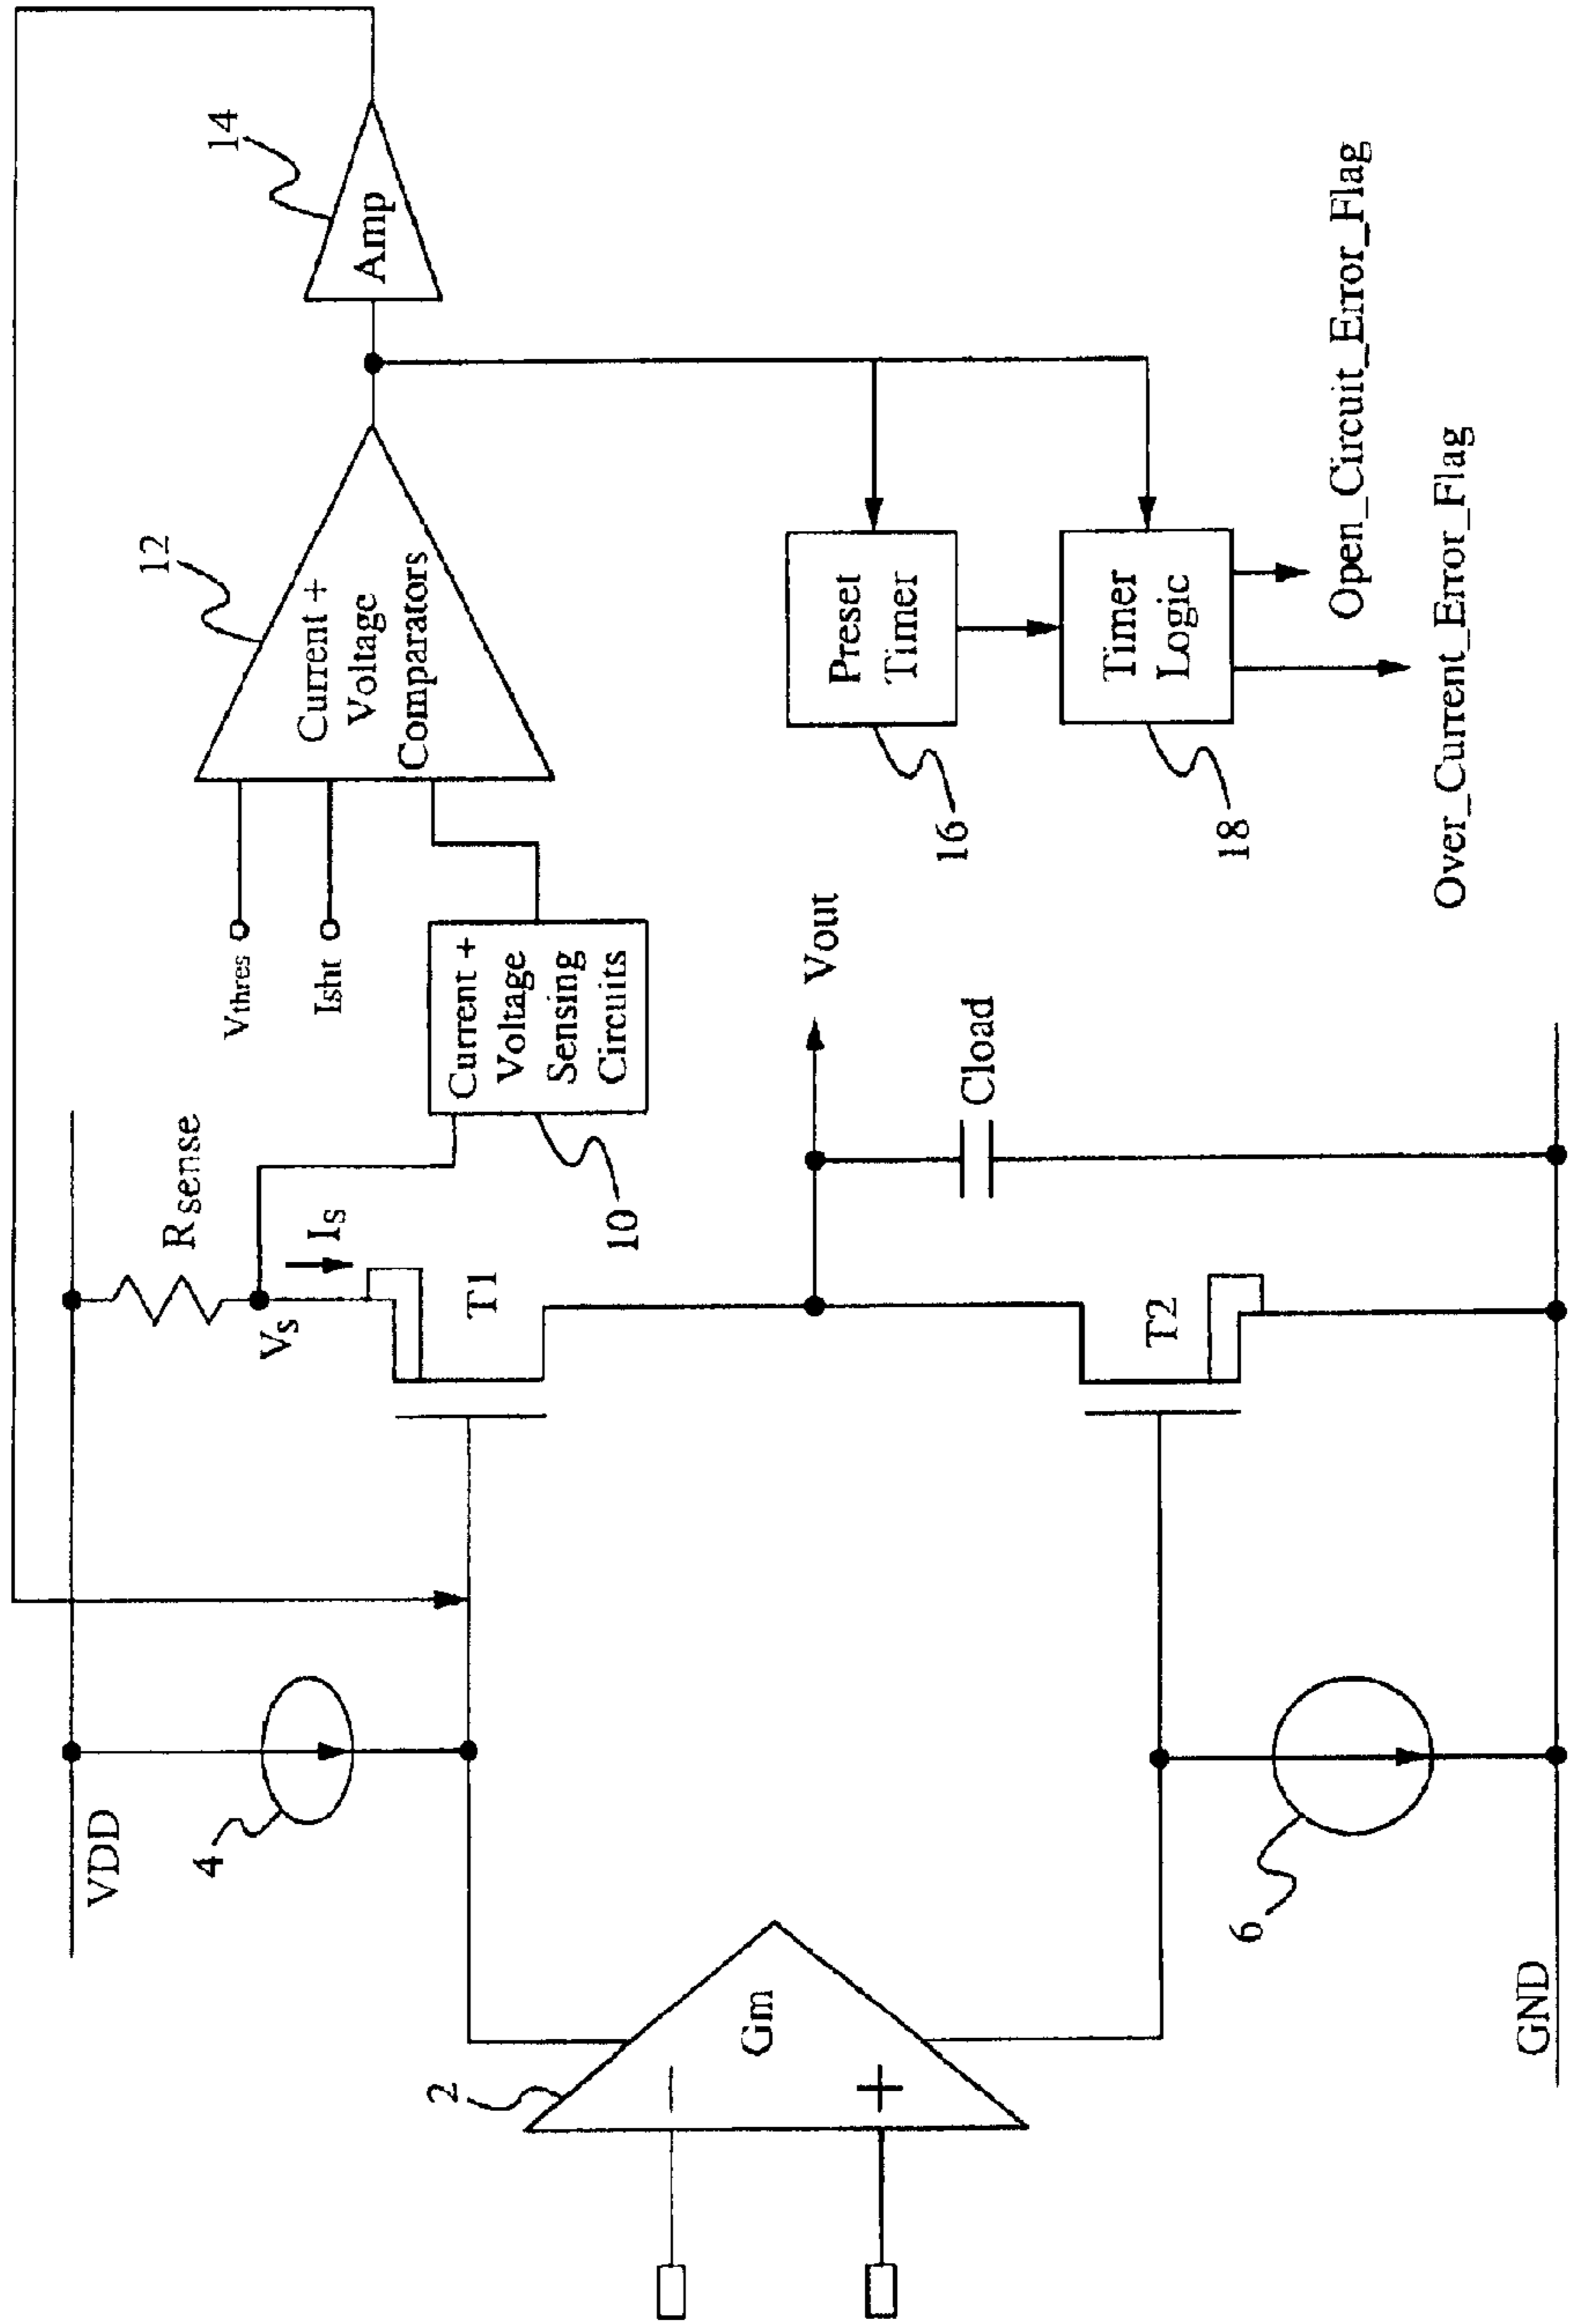 14
12
Amp
Current +
Voltage
Comparators
Vthres
Isht
Rsense
VDD
4
Vs
Is
Current +
Voltage
Sensing
Circuits
T1
10
2
−
Gm
+
Vout
Preset
Timer
16
Cload
T2
Timer
Logic
18
6
Open_Circuit_Error_Flag
Over_Current_Error_Flag
GND